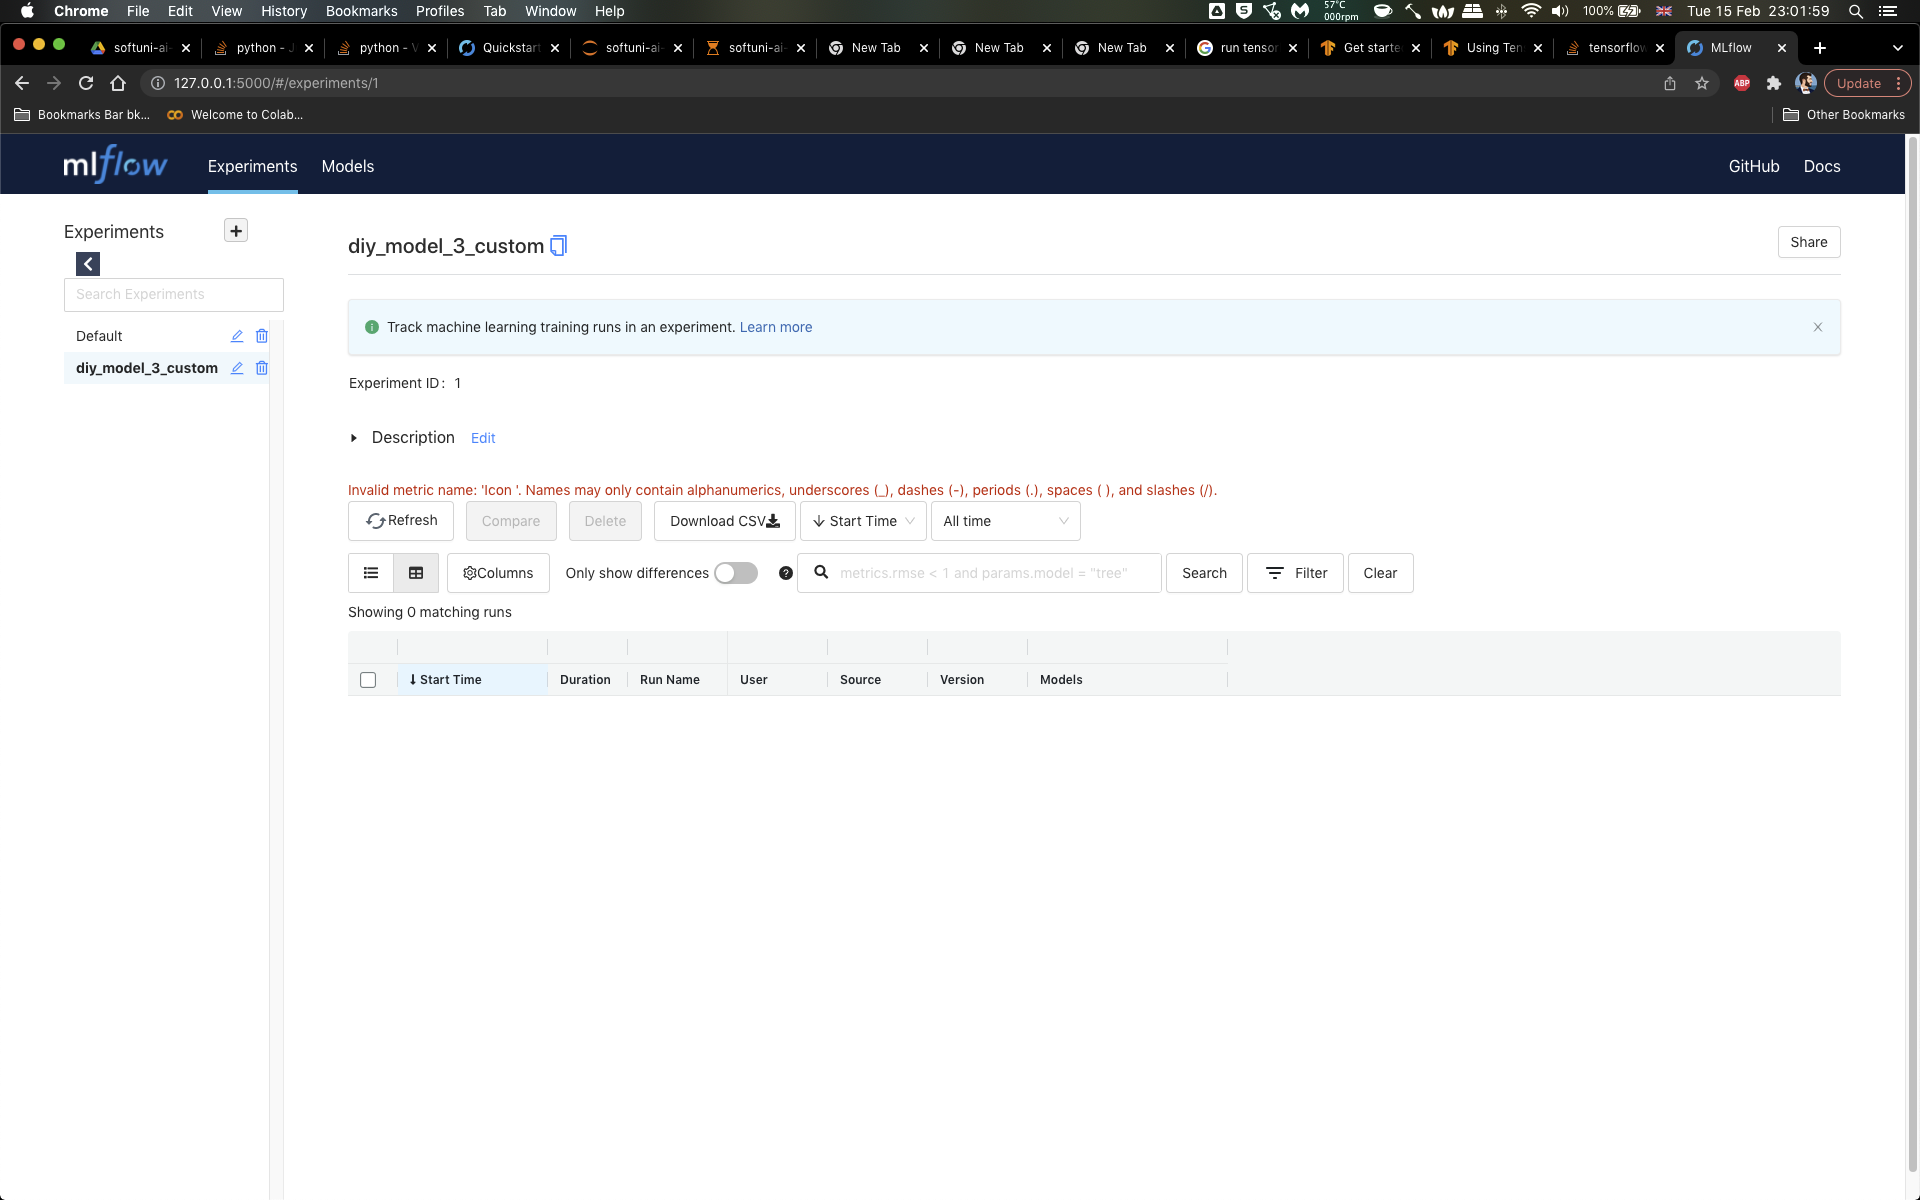 Chrome File Edit View History Bookmarks Profiles Tab Window Help 57°C 000rpm 100% Tue 15 Feb 23:01:59
softuni-ai- python - J python - V Quickstart softuni-ai- softuni-ai- New Tab New Tab New Tab run tensor Get starte Using Ten tensorflow MLflow
127.0.0.1:5000/#/experiments/1 ABP Update
Bookmarks Bar bk... Welcome to Colab... Other Bookmarks
mlflow Experiments Models GitHub Docs
Experiments +
diy_model_3_custom Share
Search Experiments
Track machine learning training runs in an experiment. Learn more
Default
diy_model_3_custom
Experiment ID: 1
Description Edit
Invalid metric name: 'Icon '. Names may only contain alphanumerics, underscores (_), dashes (-), periods (.), spaces ( ), and slashes (/).
Refresh Compare Delete Download CSV Start Time All time
Columns Only show differences ? metrics.rmse < 1 and params.model = "tree" Search Filter Clear
Showing 0 matching runs
Start Time Duration Run Name User Source Version Models